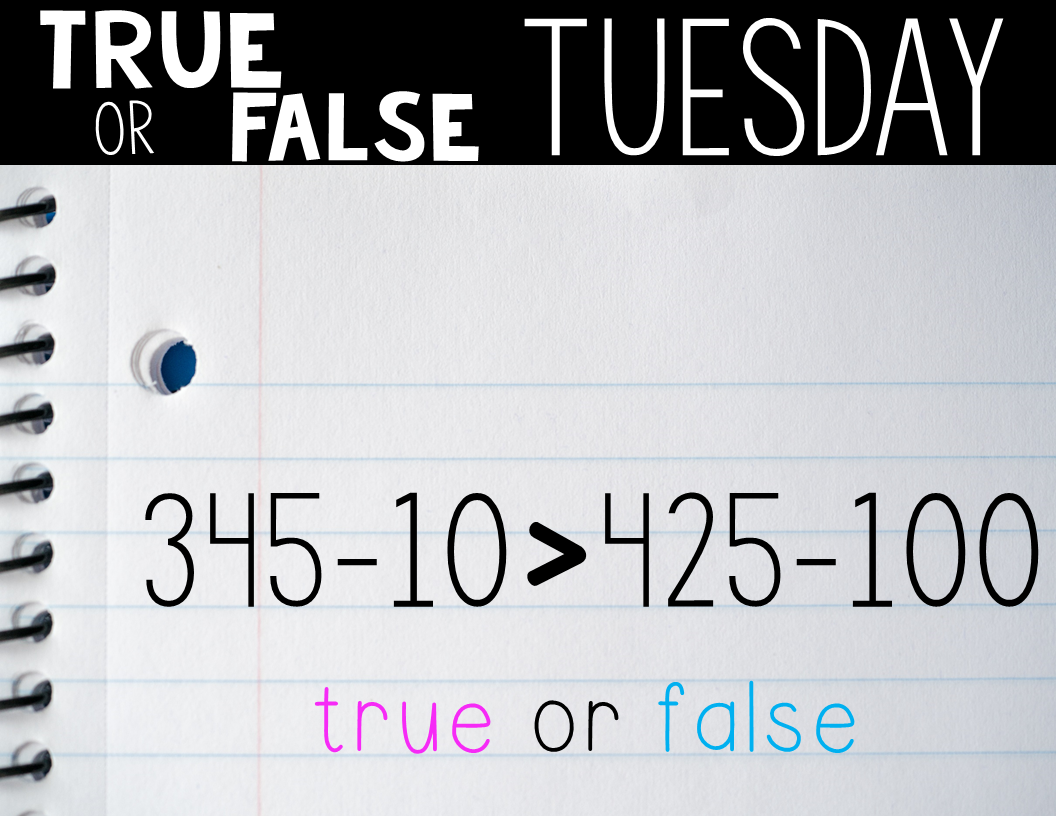 TRUE
OR FALSE
TUESDAY
345-10>425-100
true or false